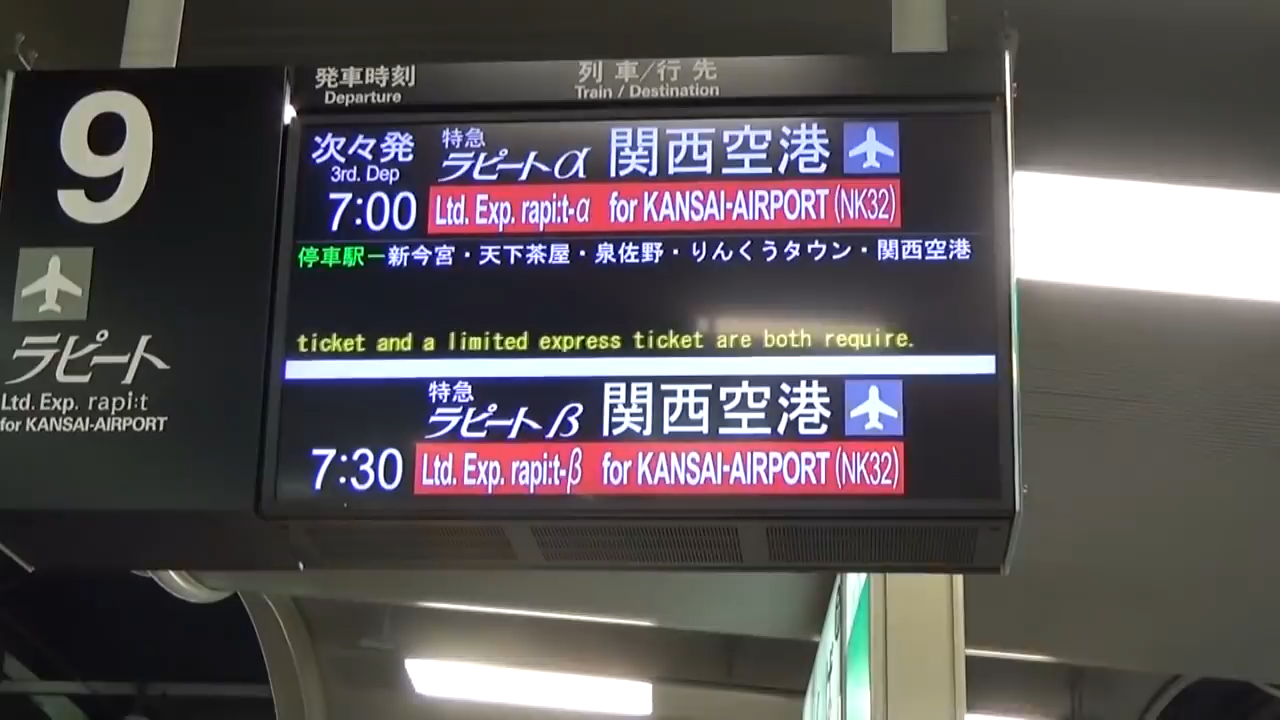 9
ラピート
Ltd. Exp. rapi:t
for KANSAI-AIRPORT
発車時刻 列車/行先
Departure Train / Destination
次々発 特急 ラピートα 関西空港
3rd. Dep
7:00 Ltd. Exp. rapi:t-α for KANSAI-AIRPORT (NK32)
停車駅ー新今宮・天下茶屋・泉佐野・りんくうタウン・関西空港
ticket and a limited express ticket are both require.
特急 ラピートβ 関西空港
7:30 Ltd. Exp. rapi:t-β for KANSAI-AIRPORT (NK32)